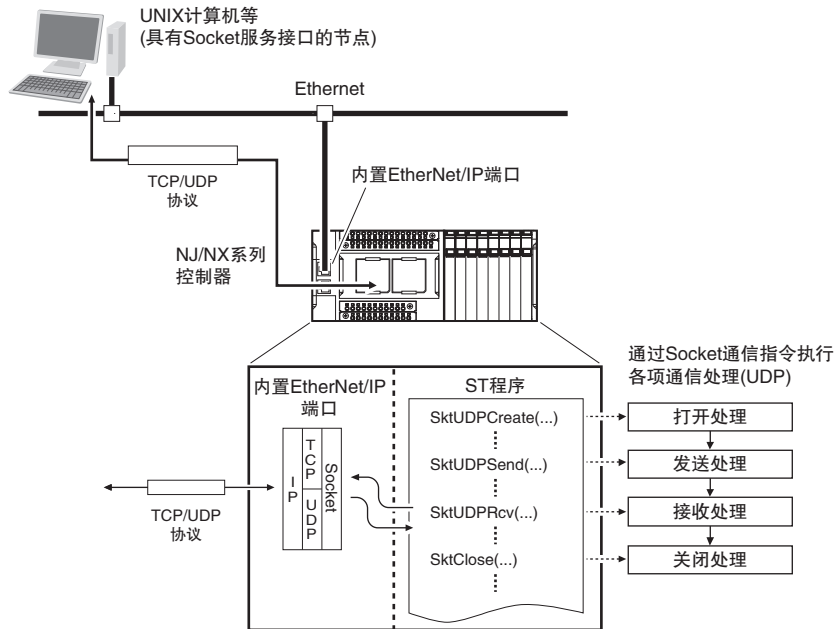 UNIX计算机等
(具有Socket服务接口的节点)
Ethernet
TCP/UDP
协议
内置EtherNet/IP端口
NJ/NX系列
控制器
通过Socket通信指令执行
各项通信处理(UDP)
内置EtherNet/IP
端口
ST程序
IP
TCP
UDP
Socket
TCP/UDP
协议
SktUDPCreate(...)
SktUDPSend(...)
SktUDPRcv(...)
SktClose(...)
打开处理
发送处理
接收处理
关闭处理